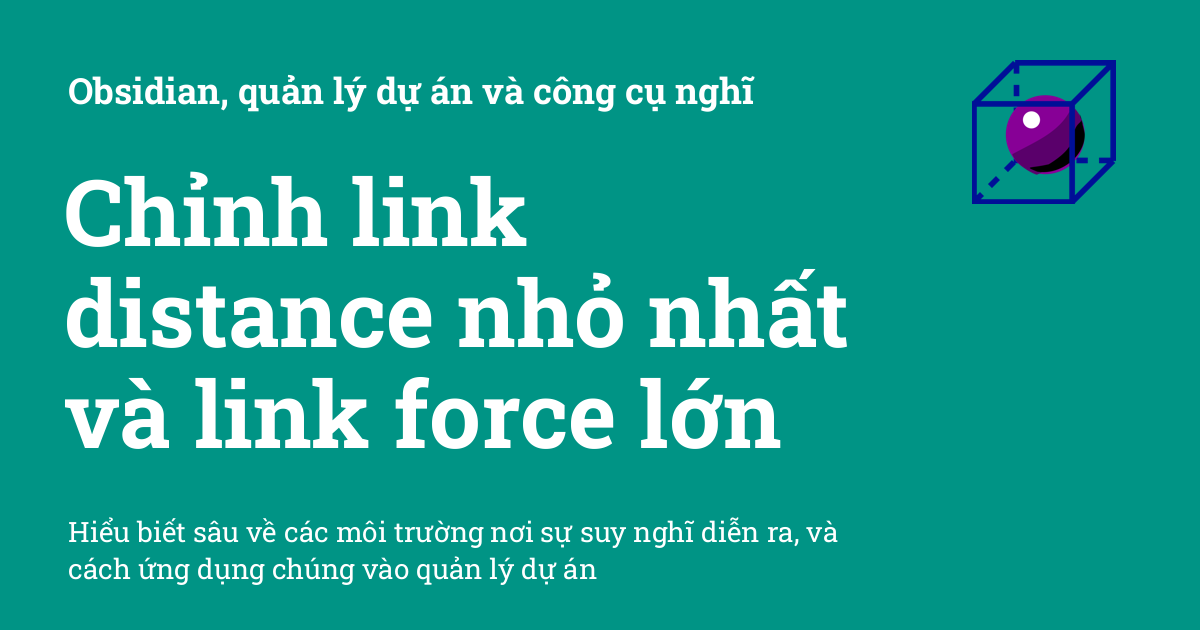 Obsidian, quản lý dự án và công cụ nghĩ
Chỉnh link
distance nhỏ nhất
và link force lớn
Hiểu biết sâu về các môi trường nơi sự suy nghĩ diễn ra, và
cách ứng dụng chúng vào quản lý dự án